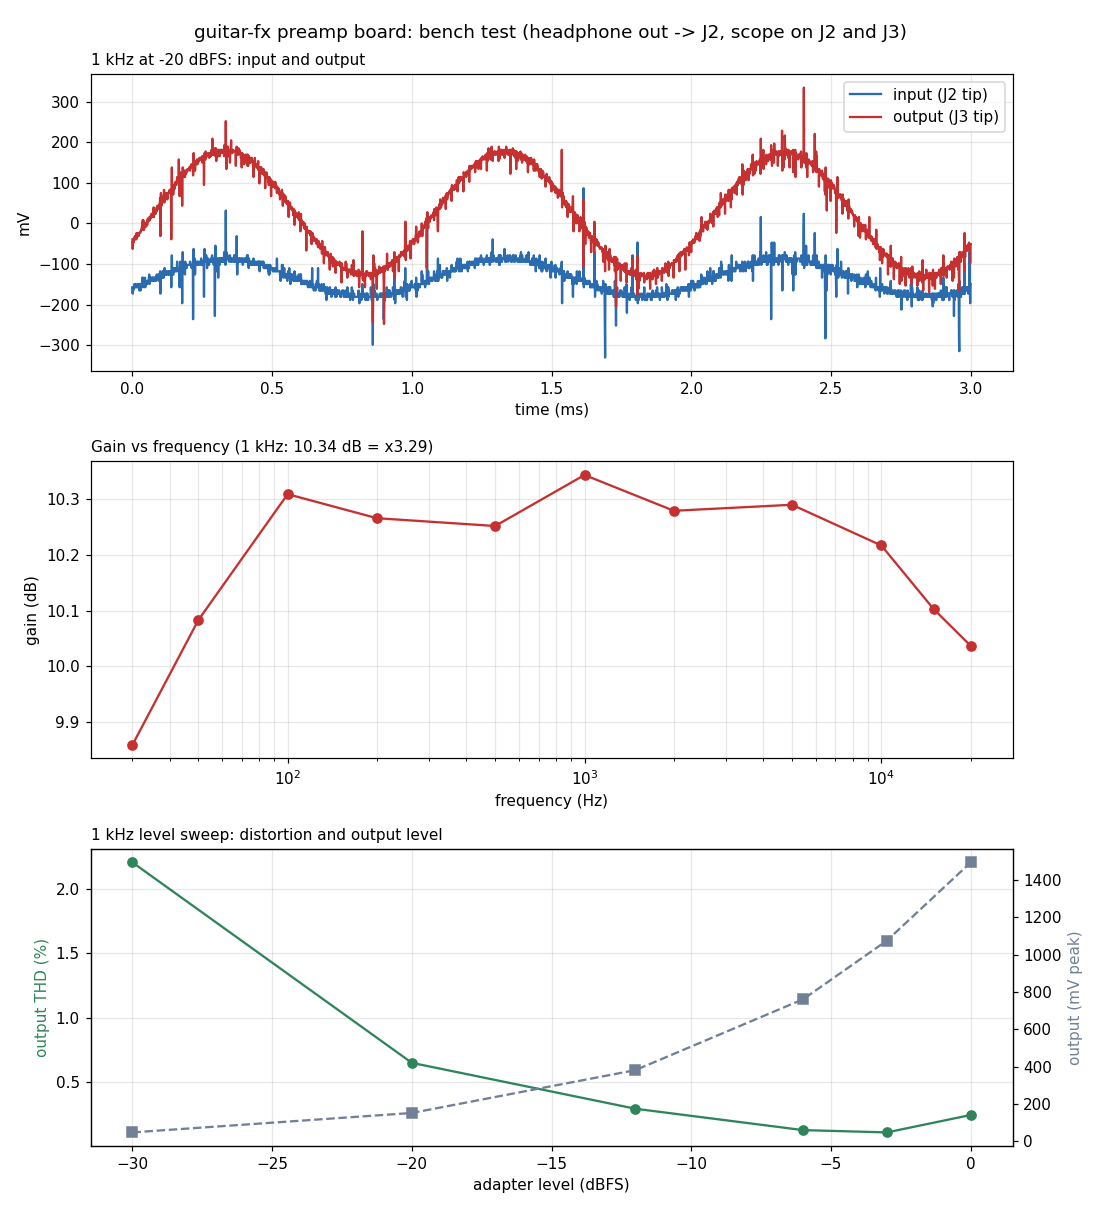 guitar-fx preamp board: bench test (headphone out -> J2, scope on J2 and J3)
1 kHz at -20 dBFS: input and output
input (J2 tip)
output (J3 tip)
mV
300
200
100
0
−100
−200
−300
0.0 0.5 1.0 1.5 2.0 2.5 3.0
time (ms)
Gain vs frequency (1 kHz: 10.34 dB = x3.29)
gain (dB)
10.3
10.2
10.1
10.0
9.9
10² 10³ 10⁴
frequency (Hz)
1 kHz level sweep: distortion and output level
output THD (%)
2.0
1.5
1.0
0.5
1400
1200
1000
800
600
400
200
0
output (mV peak)
−30 −25 −20 −15 −10 −5 0
adapter level (dBFS)